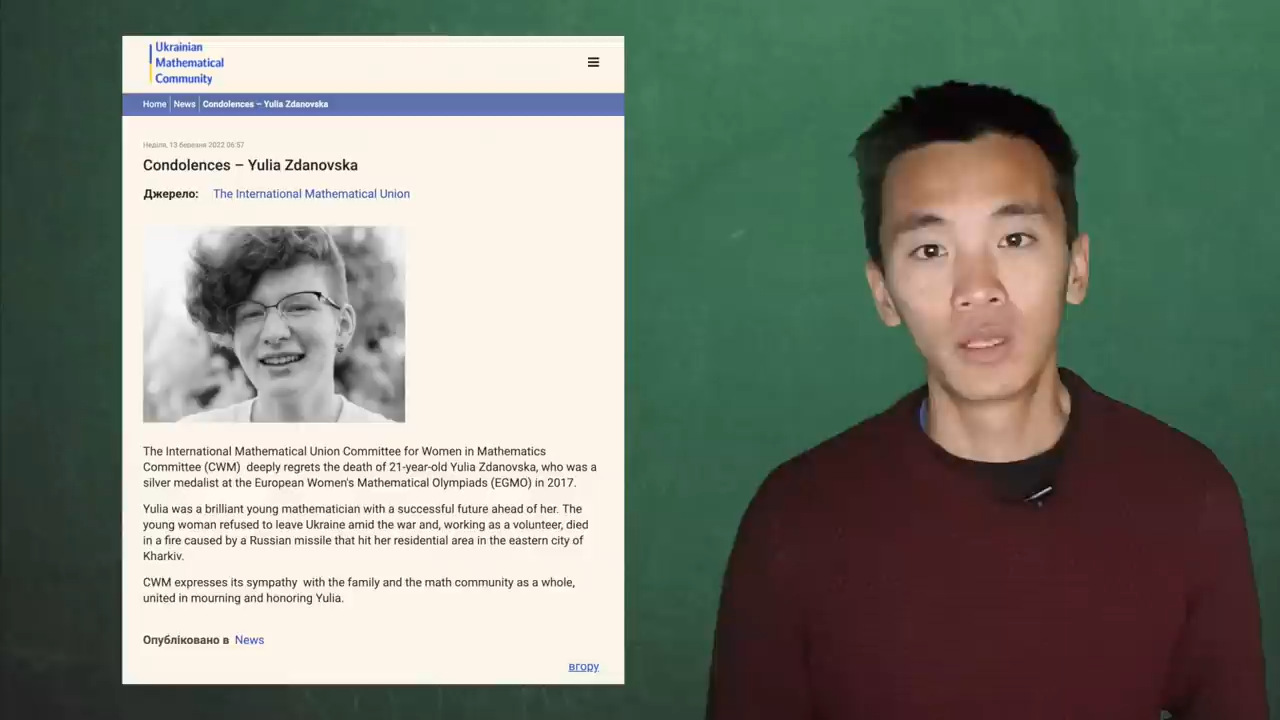 Ukrainian
Mathematical
Community
Home News Condolences – Yulia Zdanovska
Неділя, 13 березня 2022 06:57
Condolences – Yulia Zdanovska
Джерело: The International Mathematical Union
The International Mathematical Union Committee for Women in Mathematics
Committee (CWM) deeply regrets the death of 21-year-old Yulia Zdanovska, who was a
silver medalist at the European Women's Mathematical Olympiads (EGMO) in 2017.
Yulia was a brilliant young mathematician with a successful future ahead of her. The
young woman refused to leave Ukraine amid the war and, working as a volunteer, died
in a fire caused by a Russian missile that hit her residential area in the eastern city of
Kharkiv.
CWM expresses its sympathy with the family and the math community as a whole,
united in mourning and honoring Yulia.
Опубліковано в News
вгору